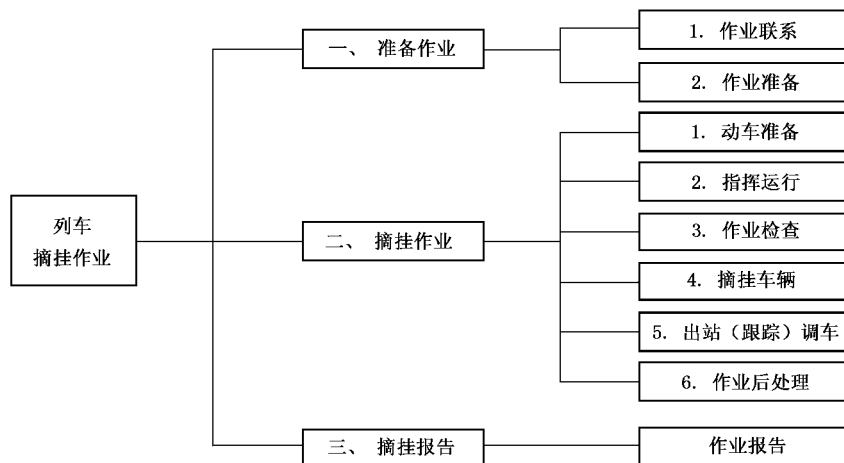 列车
摘挂作业
一、 准备作业
1. 作业联系
2. 作业准备
二、 摘挂作业
1. 动车准备
2. 指挥运行
3. 作业检查
4. 摘挂车辆
5. 出站（跟踪）调车
6. 作业后处理
三、 摘挂报告
作业报告